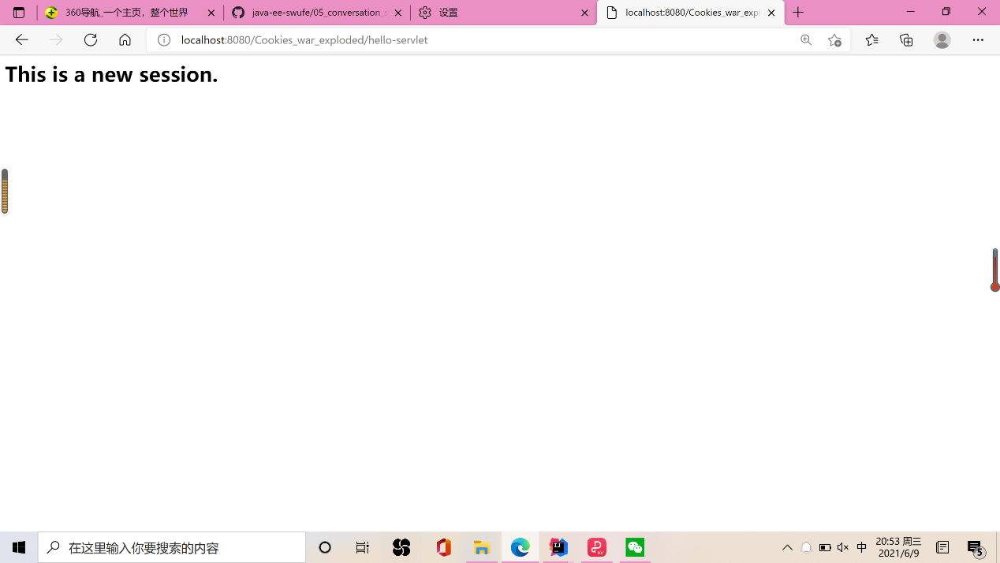 360导航_一个主页，整个世界
java-ee-swufe/05_conversation_s
设置
localhost:8080/Cookies_war_expl
localhost:8080/Cookies_war_exploded/hello-servlet
This is a new session.
在这里输入你要搜索的内容
中
20:53 周三
2021/6/9
5